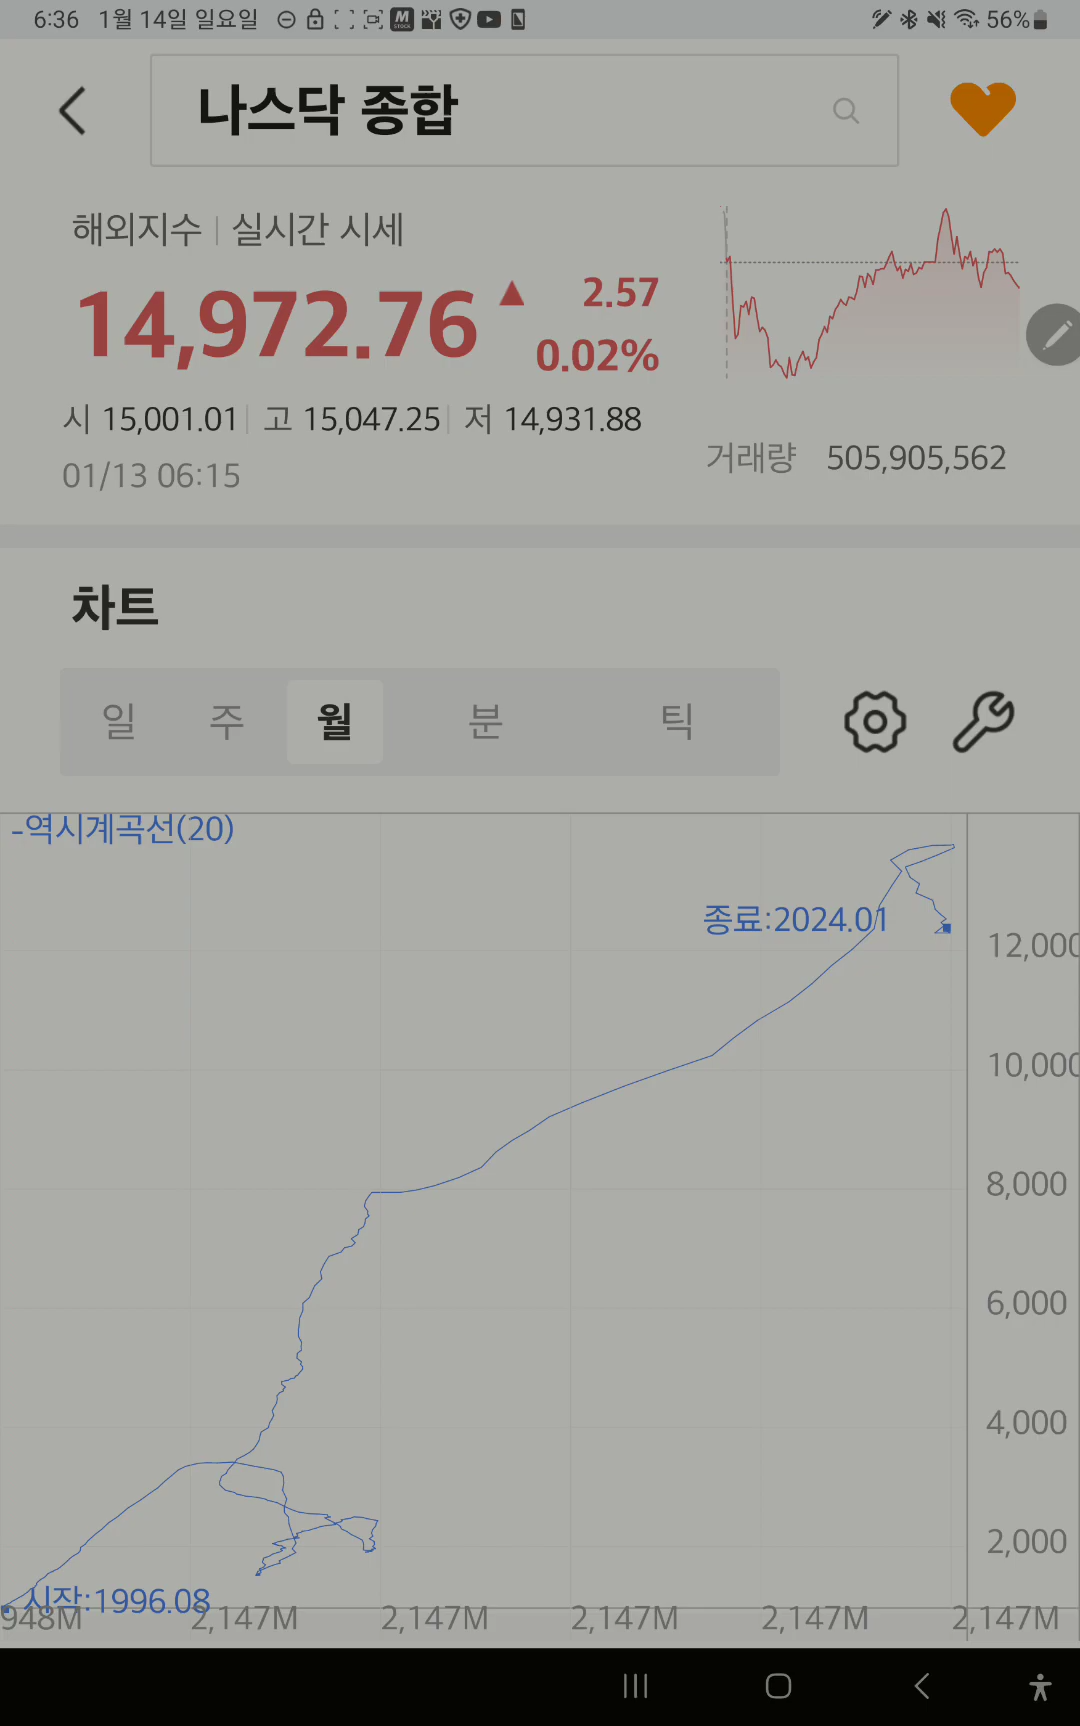 6:36 1월 14일 일요일 56%
나스닥 종합
해외지수 실시간 시세
14,972.76 ▲ 2.57
0.02%
시 15,001.01 고 15,047.25 저 14,931.88
01/13 06:15
거래량 505,905,562
차트
일 주 월 분 틱
-역시계곡선(20)
종료:2024.01
12,000
10,000
8,000
6,000
4,000
2,000
시작:1996.08
948M 2,147M 2,147M 2,147M 2,147M 2,147M